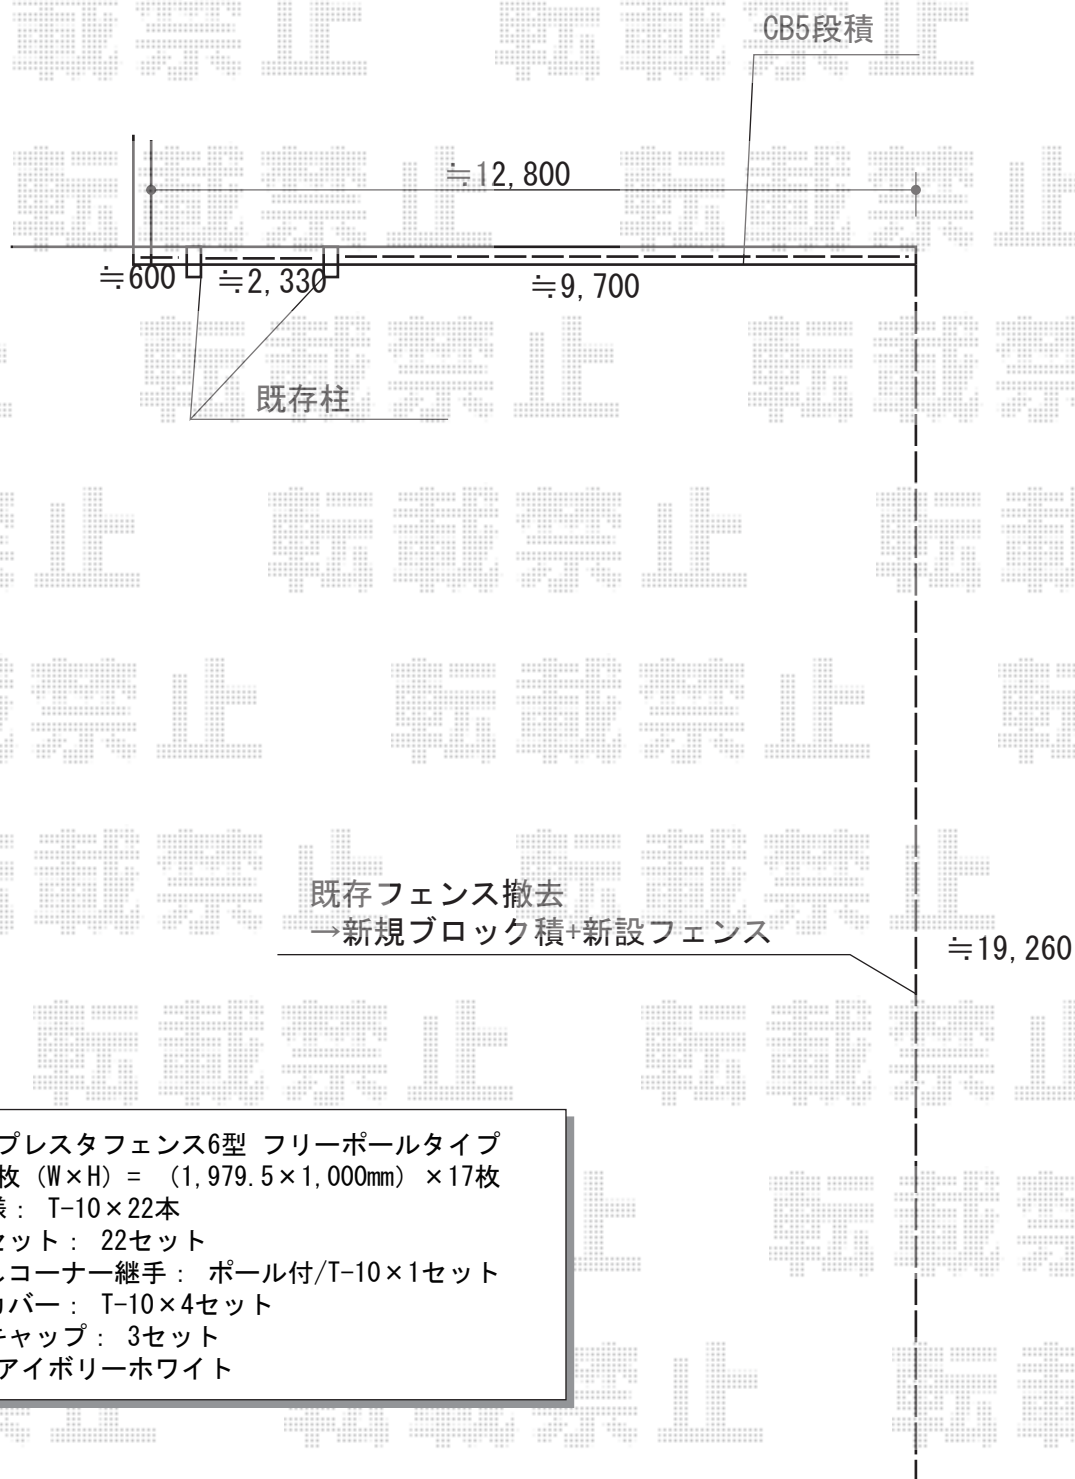 CB5段積
≒12,800
≒600
≒2,330
≒9,700
既存柱
既存フェンス撤去
→新規ブロック積+新設フェンス
≒19,260
プレスタフェンス6型 フリーポールタイプ
枚 (W×H) = (1,979.5×1,000mm) ×17枚
様: T-10×22本
セット: 22セット
コーナー継手: ポール付/T-10×1セット
カバー: T-10×4セット
キャップ: 3セット
アイボリーホワイト
転載禁止